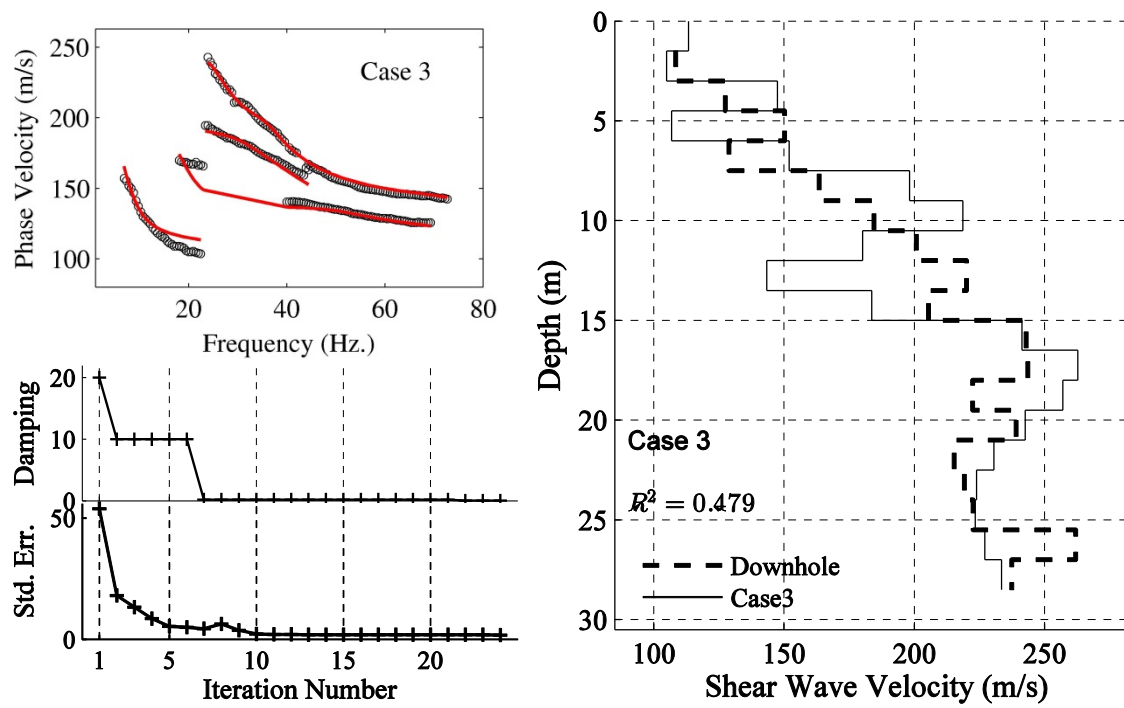 250
200
150
100
Phase Velocity (m/s)
Case 3
20
40
60
80
Frequency (Hz.)
20
10
0
Damping
50
0
Std. Err.
1
5
10
15
20
Iteration Number
0
5
10
15
20
25
30
Depth (m)
Case 3
R² = 0.479
Downhole
Case3
100
150
200
250
Shear Wave Velocity (m/s)